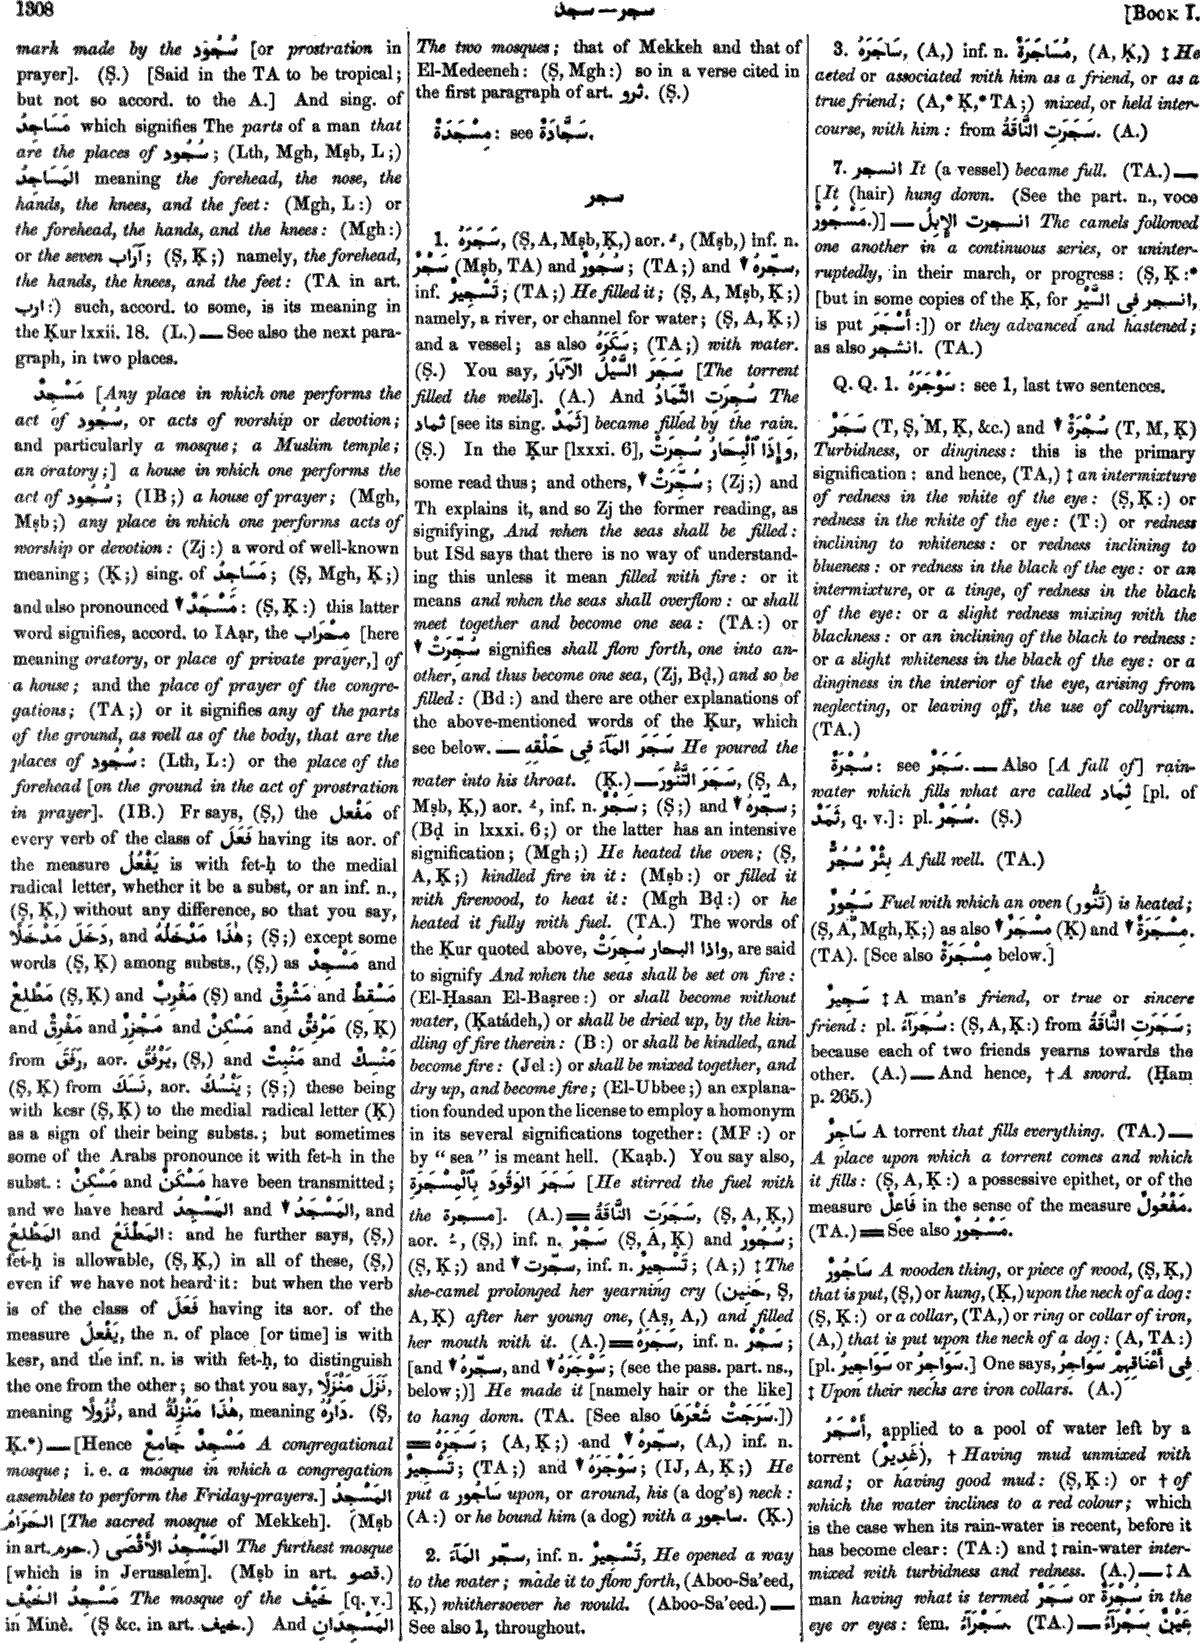 1308
سجد — سجر
[BOOK I.
mark made by the سُجُود [or prostration in
prayer]. (Ṣ.) [Said in the TA to be tropical;
but not so accord. to the A.] And sing. of
مَسَاجِدُ which signifies The parts of a man that
are the places of سُجُود; (Lth, Mgh, Mṣb, L;)
المَسَاجِدُ meaning the forehead, the nose, the
hands, the knees, and the feet: (Mgh, L:) or
the forehead, the hands, and the knees: (Mgh:)
or the seven آرَاب; (Ṣ, Ḳ;) namely, the forehead,
the hands, the knees, and the feet: (TA in art.
ارب:) such, accord. to some, is its meaning in
the Ḳur lxxii. 18. (L.) — See also the next para-
graph, in two places.
مَسْجِدٌ [Any place in which one performs the
act of سُجُود, or acts of worship or devotion;
and particularly a mosque; a Muslim temple;
an oratory;] a house in which one performs the
act of سُجُود; (IB;) a house of prayer; (Mgh,
Mṣb;) any place in which one performs acts of
worship or devotion: (Zj:) a word of well-known
meaning; (Ḳ;) sing. of مَسَاجِدُ; (Ṣ, Mgh, Ḳ;)
and also pronounced ▼ مَسْجَدٌ: (Ṣ, Ḳ:) this latter
word signifies, accord. to IAạr, the مِحْرَاب [here
meaning oratory, or place of private prayer,] of
a house; and the place of prayer of the congre-
gations; (TA;) or it signifies any of the parts
of the ground, as well as of the body, that are the
places of سُجُود: (Lth, L:) or the place of the
forehead [on the ground in the act of prostration
in prayer]. (IB.) Fr says, (Ṣ,) the مَفْعَل of
every verb of the class of فَعَلَ having its aor. of
the measure يَفْعُلُ is with fet-ḥ to the medial
radical letter, whether it be a subst, or an inf. n.,
(Ṣ, Ḳ,) without any difference, so that you say,
دَخَلَ مَدْخَلًا, and هٰذَا مَدْخَلُهُ; (Ṣ;) except some
words (Ṣ, Ḳ) among substs., (Ṣ,) as مَسْجِدٌ and
مَطْلِعٌ (Ṣ, Ḳ) and مَغْرِبٌ (Ṣ) and مَشْرِقٌ and مَسْقِطٌ
and مَفْرِقٌ and مَجْزِرٌ and مَسْكِنٌ and مَرْفِقٌ (Ṣ, Ḳ)
from رَفَقَ, aor. يَرْفُقُ, (Ṣ,) and مَنْبِتٌ and مَنْسِكٌ
(Ṣ, Ḳ) from نَسَكَ, aor. يَنْسُكُ; (Ṣ;) these being
with kesr (Ṣ, Ḳ) to the medial radical letter (Ḳ)
as a sign of their being substs.; but sometimes
some of the Arabs pronounce it with fet-h in the
subst.: مَسْكَنٌ and مَسْكِنٌ have been transmitted;
and we have heard المَسْجِدُ and ▼ المَسْجَدُ, and
المَطْلِعُ and المَطْلَعُ: and he further says, (Ṣ,)
fet-ḥ is allowable, (Ṣ, Ḳ,) in all of these, (Ṣ,)
even if we have not heard it: but when the verb
is of the class of فَعَلَ having its aor. of the
measure يَفْعِلُ, the n. of place [or time] is with
kesr, and the inf. n. is with fet-ḥ, to distinguish
the one from the other; so that you say, نَزَلَ مَنْزَلًا,
meaning نُزُولًا, and هٰذَا مَنْزِلُهُ, meaning دَارُهُ. (Ṣ,
Ḳ.*) — [Hence مَسْجِدٌ جَامِعٌ A congregational
mosque; i. e. a mosque in which a congregation
assembles to perform the Friday-prayers.] المَسْجِدُ
الحَرَامُ [The sacred mosque of Mekkeh]. (Mṣb
in art. حرم.) المَسْجِدُ الأَقْصَى The furthest mosque
[which is in Jerusalem]. (Mṣb in art. قصو.)
مَسْجِدُ الخَيْفِ The mosque of the خَيْف [q. v.]
in Minè. (Ṣ &c. in art. خيف.) And المَسْجِدَانِ
The two mosques; that of Mekkeh and that of
El-Medeeneh: (Ṣ, Mgh:) so in a verse cited in
the first paragraph of art. ثرو. (Ṣ.)
مِسْجَدَةٌ: see سَجَّادَةٌ.
سجر
1. سَجَرَهُ, (Ṣ, A, Mṣb, Ḳ,) aor. ـُ, (Mṣb,) inf. n.
سَجْرٌ (Mṣb, TA) and سُجُورٌ; (TA;) and ▼ سجّرهُ,
inf. تَسْجِيرٌ; (TA;) He filled it; (Ṣ, A, Mṣb, Ḳ;)
namely, a river, or channel for water; (Ṣ, A, Ḳ;)
and a vessel; as also سَكَرَهُ; (TA;) with water.
(Ṣ.) You say, سَجَرَ السَّيْلُ الآبَارَ [The torrent
filled the wells]. (A.) And سُجِرَتِ الثِّمَادُ The
ثماد [see its sing. ثَمَدٌ] became filled by the rain.
(Ṣ.) In the Ḳur [lxxxi. 6], وَإِذَا ٱلْبِحَارُ سُجِرَتْ,
some read thus; and others, ▼ سُجِّرَتْ; (Zj;) and
Th explains it, and so Zj the former reading, as
signifying, And when the seas shall be filled:
but ISd says that there is no way of understand-
ing this unless it mean filled with fire: or it
means and when the seas shall overflow: or shall
meet together and become one sea: (TA:) or
▼ سُجِّرَتْ signifies shall flow forth, one into an-
other, and thus become one sea, (Zj, Bḍ,) and so be
filled: (Bd:) and there are other explanations of
the above-mentioned words of the Ḳur, which
see below. — سَجَرَ المَآءَ فِى حَلْقِهِ He poured the
water into his throat. (Ḳ.) — سَجَرَ التَّنُّورَ, (Ṣ, A,
Mṣb, Ḳ,) aor. ـُ, inf. n. سَجْرٌ; (Ṣ;) and ▼ سجّرهُ;
(Bḍ in lxxxi. 6;) or the latter has an intensive
signification; (Mgh;) He heated the oven; (Ṣ,
A, Ḳ;) kindled fire in it: (Mṣb:) or filled it
with firewood, to heat it: (Mgh Bḍ:) or he
heated it fully with fuel. (TA.) The words of
the Ḳur quoted above, واذا البحار سُجِرَتْ, are said
to signify And when the seas shall be set on fire:
(El-Ḥasan El-Baṣree:) or shall become without
water, (Ḳatádeh,) or shall be dried up, by the kin-
dling of fire therein: (B:) or shall be kindled, and
become fire: (Jel:) or shall be mixed together, and
dry up, and become fire; (El-Ubbee;) an explana-
tion founded upon the license to employ a homonym
in its several significations together: (MF:) or
by “sea” is meant hell. (Kaạb.) You say also,
سَجَرَ الوَقُودَ بِٱلْمِسْجَرَةِ [He stirred the fuel with
the مسجرة]. (A.) ═ سَجَرَتِ النَّاقَةُ, (Ṣ, A, Ḳ,)
aor. ـُ, (Ṣ,) inf. n. سَجْرٌ (Ṣ, A, Ḳ) and سُجُورٌ;
(Ṣ, Ḳ;) and ▼ سجّرت, inf. n. تَسْجِيرٌ; (A;) ‡ The
she-camel prolonged her yearning cry (حَنِين, Ṣ,
A, Ḳ) after her young one, (Aṣ, A,) and filled
her mouth with it. (A.) ═ سَجَرَهُ, inf. n. سَجْرٌ;
[and ▼ سجّرهُ, and ▼ سَوْجَرَهُ; (see the pass. part. ns.,
below;)] He made it [namely hair or the like]
to hang down. (TA. [See also سَرَجَتْ شَعْرَهَا.])
═ سَجَرَهُ; (A, Ḳ;) and ▼ سجّرهُ, (A,) inf. n.
تَسْجِيرٌ; (TA;) and ▼ سَوْجَرَهُ; (IJ, A, Ḳ;) He
put a سَاجُور upon, or around, his (a dog's) neck:
(A:) or he bound him (a dog) with a ساجور. (Ḳ.)
2. سجّر المَآءَ, inf. n. تَسْجِيرٌ, He opened a way
to the water; made it to flow forth, (Aboo-Sa'eed,
Ḳ,) whithersoever he would. (Aboo-Sa'eed.) —
See also 1, throughout.
3. سَاجَرَهُ, (A,) inf. n. مُسَاجَرَةٌ, (A, Ḳ,) ‡ He
acted or associated with him as a friend, or as a
true friend; (A,* Ḳ,* TA;) mixed, or held inter-
course, with him: from سَجَرَتِ النَّاقَةُ. (A.)
7. انسجر It (a vessel) became full. (TA.) —
[It (hair) hung down. (See the part. n., voce
مَسْجُورٌ.)] — انسجرت الإِبِلُ The camels followed
one another in a continuous series, or uninter-
ruptedly, in their march, or progress: (Ṣ, Ḳ:*
[but in some copies of the Ḳ, for انسجر فِى السَّيْرِ,
is put أَسْجَرَ:]) or they advanced and hastened;
as also انشجر. (TA.)
Q. Q. 1. سَوْجَرَهُ: see 1, last two sentences.
سَجَرٌ (T, Ṣ, M, Ḳ, &c.) and ▼ سُجْرَةٌ (T, M, Ḳ)
Turbidness, or dinginess: this is the primary
signification: and hence, (TA,) ‡ an intermixture
of redness in the white of the eye: (Ṣ, Ḳ:) or
redness in the white of the eye: (T:) or redness
inclining to whiteness: or redness inclining to
blueness: or redness in the black of the eye: or an
intermixture, or a tinge, of redness in the black
of the eye: or a slight redness mixing with the
blackness: or an inclining of the black to redness:
or a slight whiteness in the black of the eye: or a
dinginess in the interior of the eye, arising from
neglecting, or leaving off, the use of collyrium.
(TA.)
سُجْرَةٌ: see سَجَرٌ. — Also [A fall of] rain-
water which fills what are called ثِمَاد [pl. of
ثَمَدٌ, q. v.]: pl. سُجَرٌ. (Ṣ.)
بِئْرٌ سُجُرٌ A full well. (TA.)
سَجُورٌ Fuel with which an oven (تَنُّور) is heated;
(Ṣ, A, Mgh, Ḳ;) as also ▼ مِسْجَرٌ (Ḳ) and ▼ مِسْجَرَةٌ.
(TA). [See also مِسْجَرَةٌ below.]
سَجِيرٌ ‡ A man's friend, or true or sincere
friend: pl. سُجَرَآءُ: (Ṣ, A, Ḳ:) from سَجَرَتِ النَّاقَةُ;
because each of two friends yearns towards the
other. (A.) — And hence, † A sword. (Ḥam
p. 265.)
سَاجِرٌ A torrent that fills everything. (TA.) —
A place upon which a torrent comes and which
it fills: (Ṣ, A, Ḳ:) a possessive epithet, or of the
measure فَاعِلٌ in the sense of the measure مَفْعُولٌ.
(TA.) ═ See also مَسْجُورٌ.
سَاجُورٌ A wooden thing, or piece of wood, (Ṣ, Ḳ,)
that is put, (Ṣ,) or hung, (Ḳ,) upon the neck of a dog:
(Ṣ, Ḳ:) or a collar, (TA,) or ring or collar of iron,
(A,) that is put upon the neck of a dog: (A, TA:)
[pl. سَوَاجِرُ or سَوَاجِيرُ.] One says, فِى أَعْنَاقِهِمْ سَوَاجِرُ
‡ Upon their necks are iron collars. (A.)
أَسْجَرُ, applied to a pool of water left by a
torrent (غَدِيرٌ), † Having mud unmixed with
sand; or having good mud: (Ṣ, Ḳ:) or † of
which the water inclines to a red colour; which
is the case when its rain-water is recent, before it
has become clear: (TA:) and ‡ rain-water inter-
mixed with turbidness and redness. (A.) — ‡ A
man having what is termed سَجَرٌ or سُجْرَةٌ in the
eye or eyes: fem. سَجْرَآءُ. (TA.) — عَيْنٌ سَجْرَآءُ